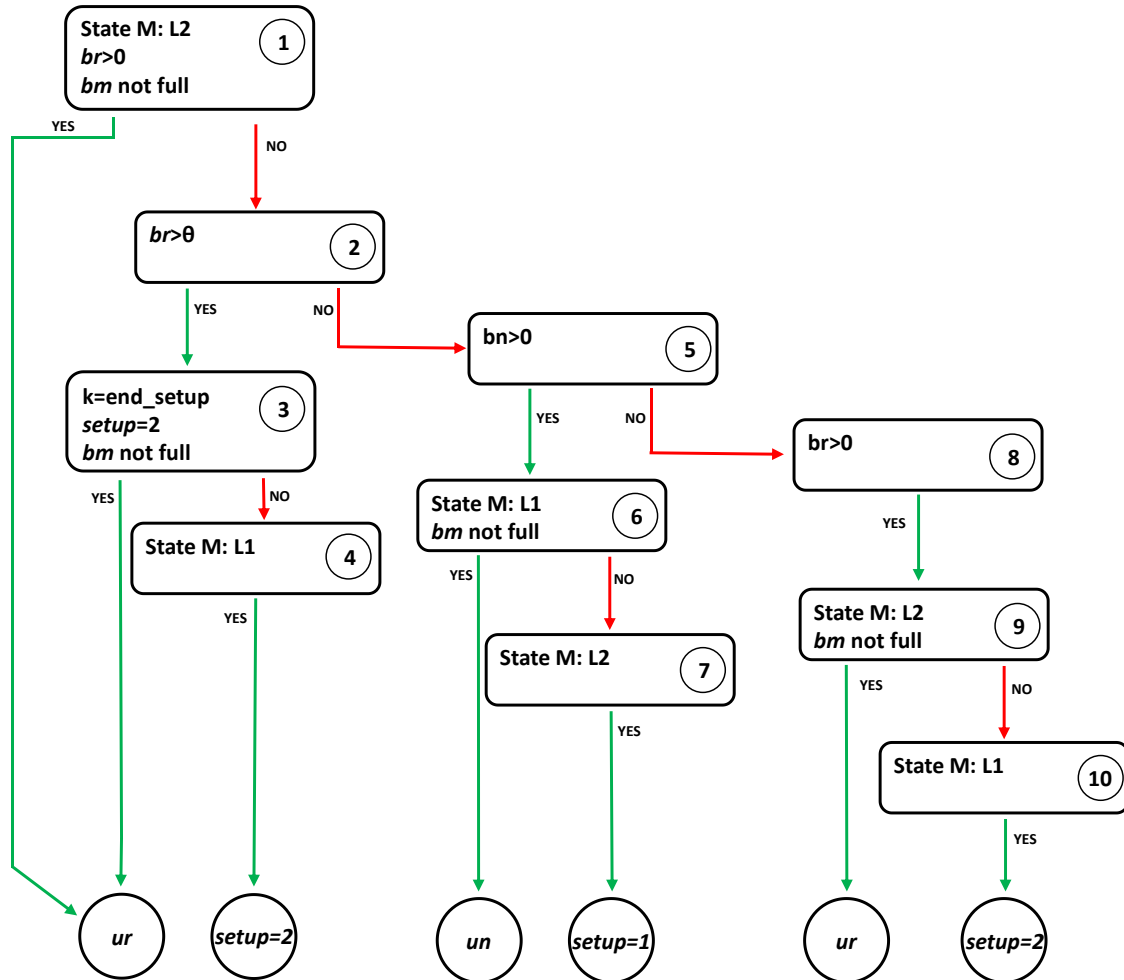 State M: L2
br>0
bm not full
1
YES
NO
br>θ
2
YES
NO
bn>0
5
k=end_setup
setup=2
bm not full
3
YES
NO
br>0
8
YES
NO
State M: L1
4
State M: L1
bm not full
6
YES
YES
YES
NO
State M: L2
bm not full
9
State M: L2
7
YES
NO
YES
State M: L1
10
YES
ur
setup=2
un
setup=1
ur
setup=2